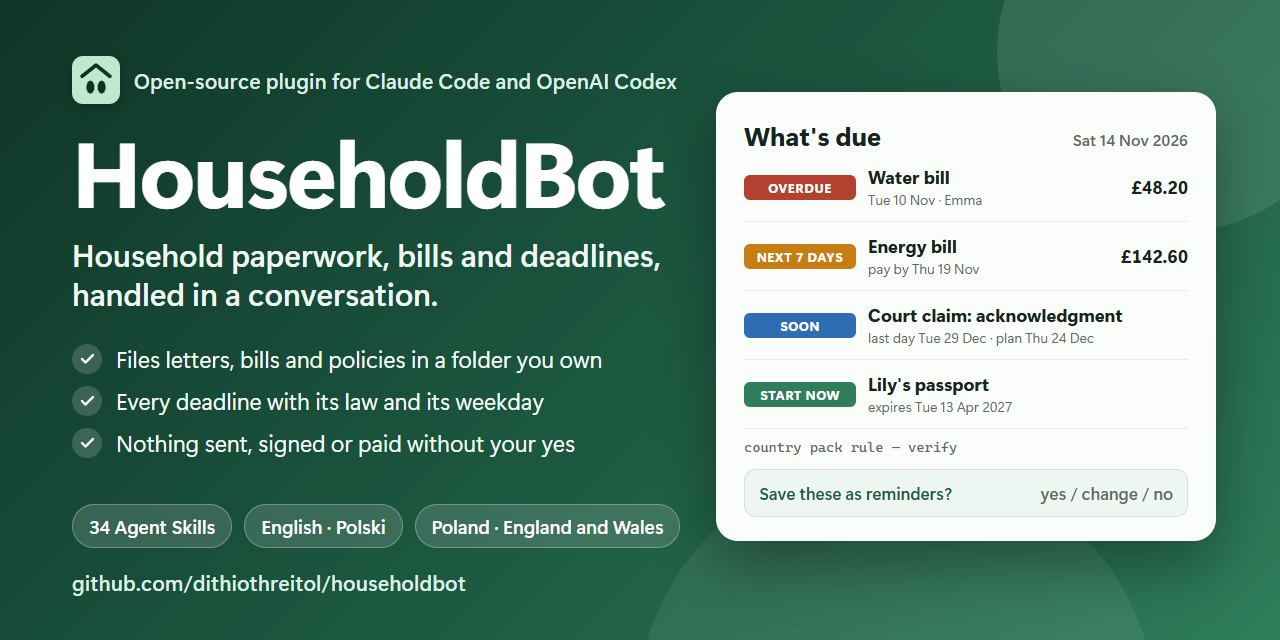 Open-source plugin for Claude Code and OpenAI Codex
HouseholdBot
Household paperwork, bills and deadlines,
handled in a conversation.
Files letters, bills and policies in a folder you own
Every deadline with its law and its weekday
Nothing sent, signed or paid without your yes
34 Agent Skills
English · Polski
Poland · England and Wales
github.com/dithiothreitol/householdbot
What's due
Sat 14 Nov 2026
OVERDUE
Water bill
Tue 10 Nov · Emma
£48.20
NEXT 7 DAYS
Energy bill
pay by Thu 19 Nov
£142.60
SOON
Court claim: acknowledgment
last day Tue 29 Dec · plan Thu 24 Dec
START NOW
Lily's passport
expires Tue 13 Apr 2027
country pack rule — verify
Save these as reminders?
yes / change / no